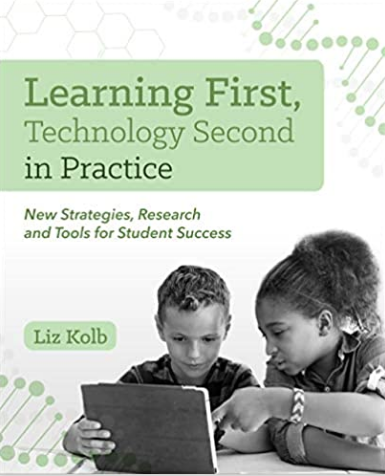 Learning First,
Technology Second
in Practice
New Strategies, Research
and Tools for Student Success
Liz Kolb